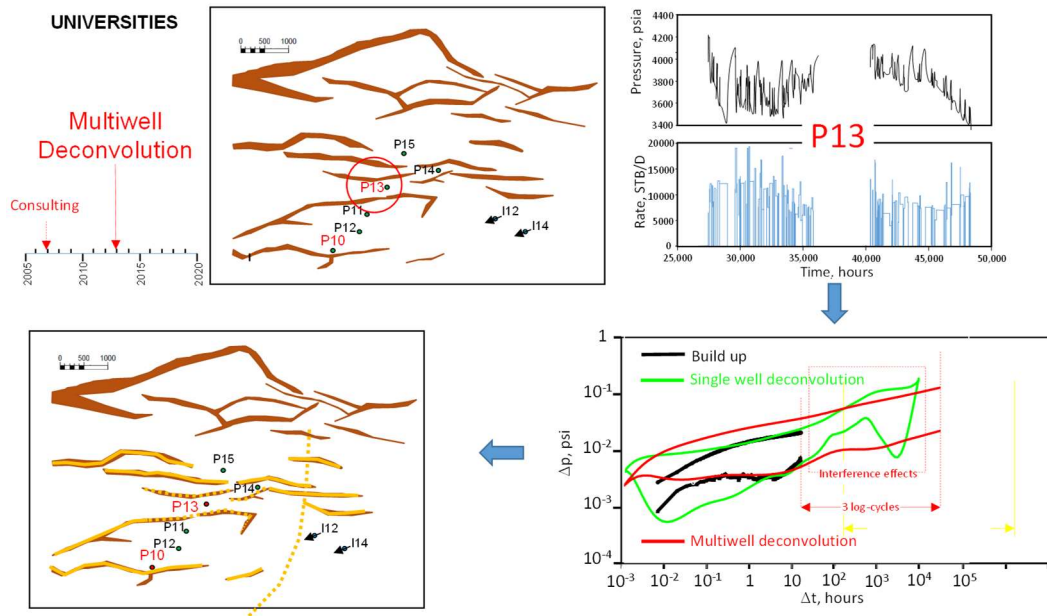 UNIVERSITIES
Multiwell
Deconvolution
Consulting
2005
2010
2015
2020
0 500 1000
P15
P14
P13
P11
P12
P10
I12
I14
Pressure, psia
4400
4200
4000
3800
3600
3400
P13
Rate, STB/D
20000
15000
10000
5000
0
25,000 30,000 35,000 40,000 45,000 50,000
Time, hours
0 500 1000
P15
P14
P13
P11
P12
P10
I12
I14
Δp, psi
1
10-1
10-2
10-3
10-4
Build up
Single well deconvolution
Interference effects
3 log-cycles
Multiwell deconvolution
10-3 10-2 10-1 1 10 102 103 104 105
Δt, hours